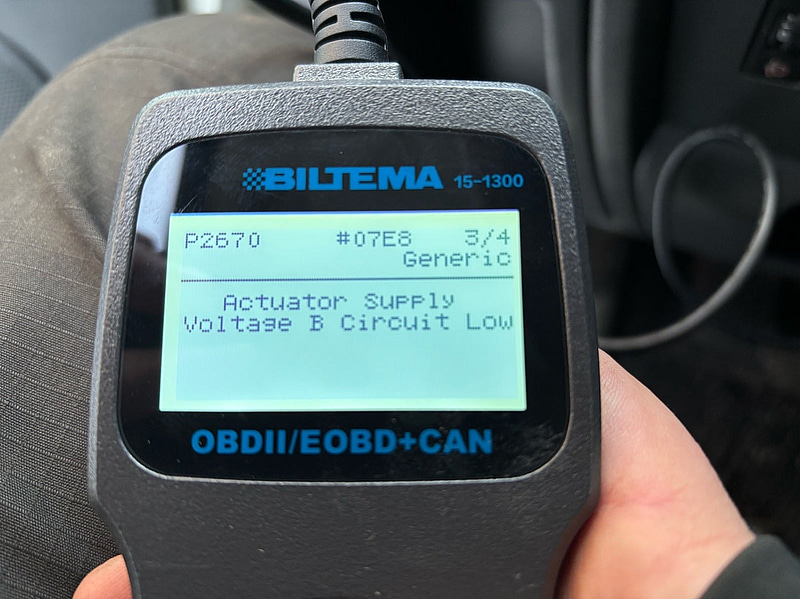 BILTEMA 15-1300
P2670 #07E8 3/4
Generic
Actuator Supply
Voltage B Circuit Low
OBDII/EOBD+CAN